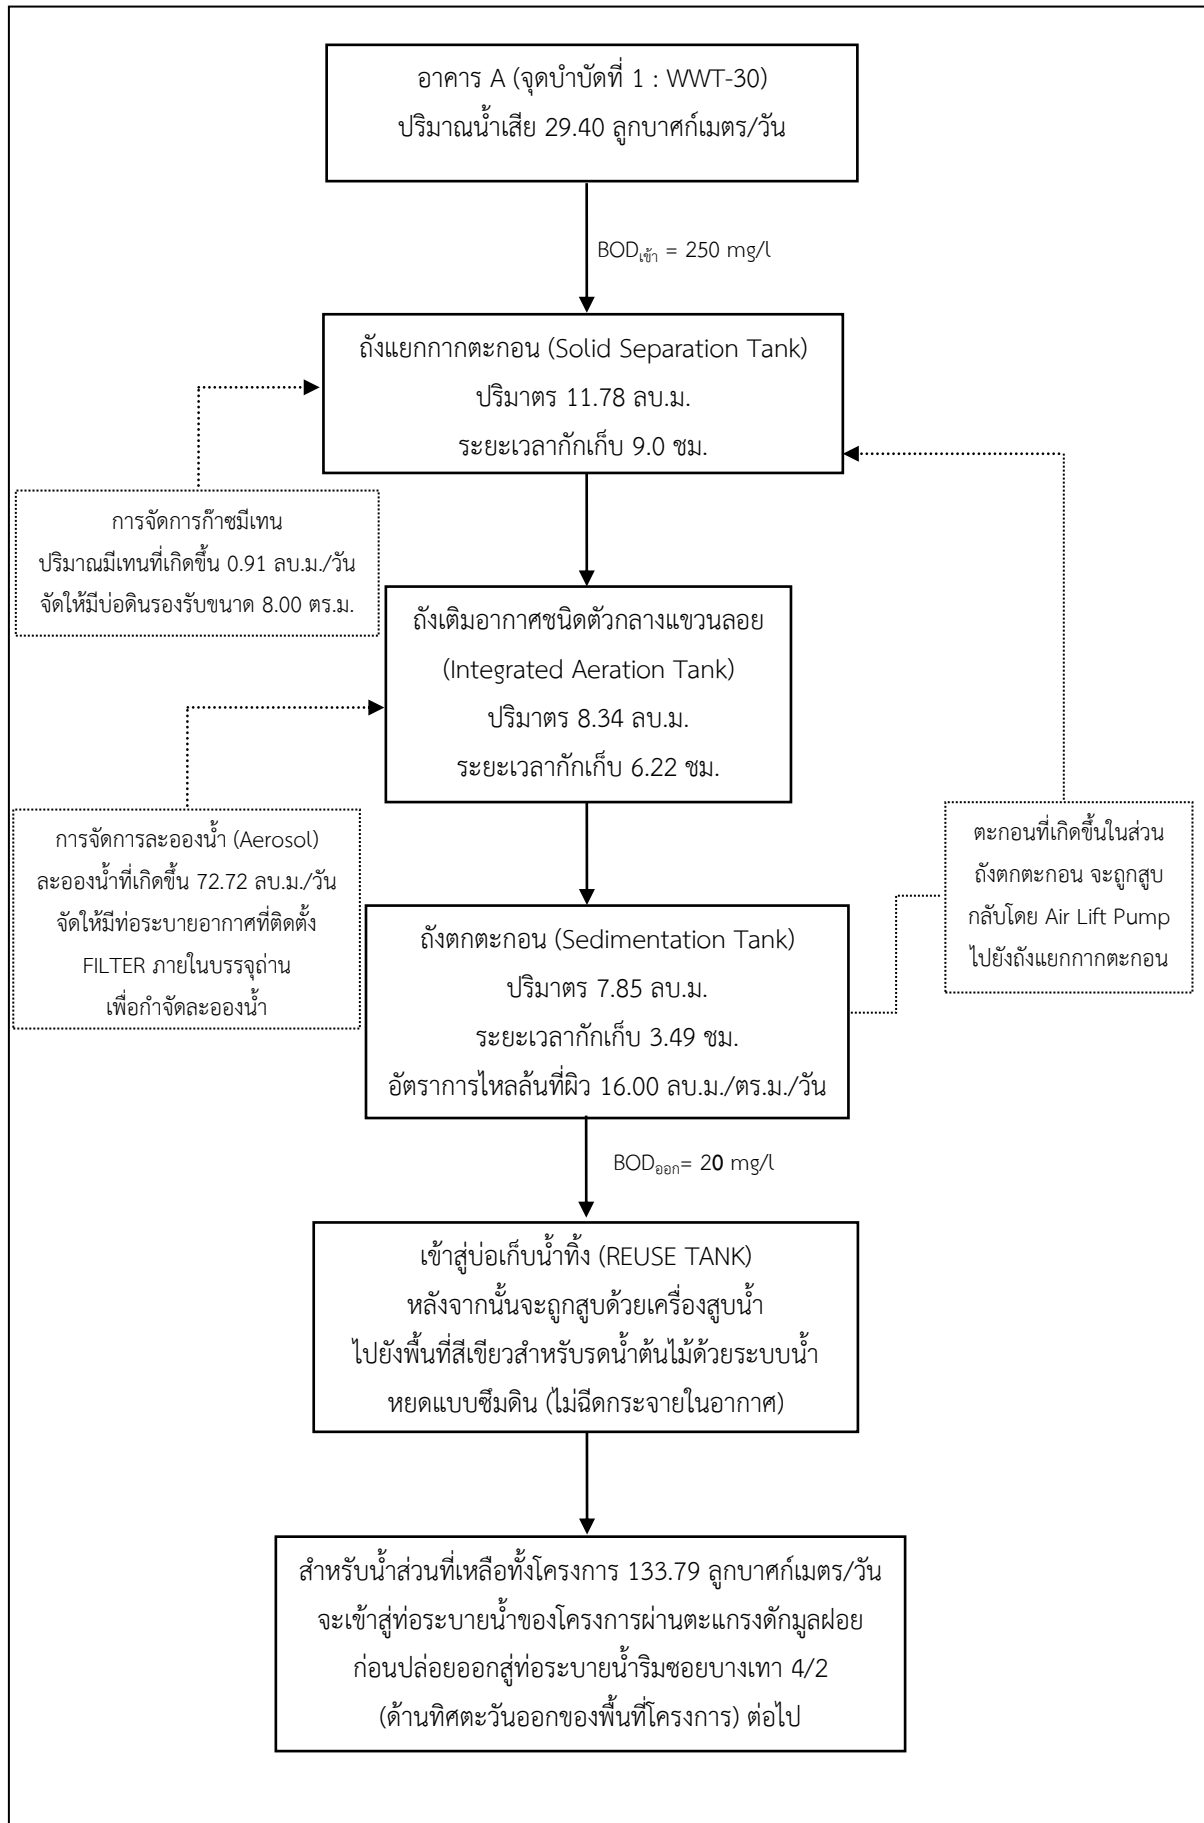 อาคาร A (จุดบำบัดที่ 1 : WWT-30)
ปริมาณน้ำเสีย 29.40 ลูกบาศก์เมตร/วัน
BODเข้า = 250 mg/l
ถังแยกกากตะกอน (Solid Separation Tank)
ปริมาตร 11.78 ลบ.ม.
ระยะเวลากักเก็บ 9.0 ชม.
การจัดการก๊าซมีเทน
ปริมาณมีเทนที่เกิดขึ้น 0.91 ลบ.ม./วัน
จัดให้มีบ่อดินรองรับขนาด 8.00 ตร.ม.
ถังเติมอากาศชนิดตัวกลางแขวนลอย
(Integrated Aeration Tank)
ปริมาตร 8.34 ลบ.ม.
ระยะเวลากักเก็บ 6.22 ชม.
การจัดการละอองน้ำ (Aerosol)
ละอองน้ำที่เกิดขึ้น 72.72 ลบ.ม./วัน
จัดให้มีท่อระบายอากาศที่ติดตั้ง
FILTER ภายในบรรจุถ่าน
เพื่อกำจัดละอองน้ำ
ตะกอนที่เกิดขึ้นในส่วน
ถังตกตะกอน จะถูกสูบ
กลับโดย Air Lift Pump
ไปยังถังแยกกากตะกอน
ถังตกตะกอน (Sedimentation Tank)
ปริมาตร 7.85 ลบ.ม.
ระยะเวลากักเก็บ 3.49 ชม.
อัตราการไหลล้นที่ผิว 16.00 ลบ.ม./ตร.ม./วัน
BODออก= 20 mg/l
เข้าสู่บ่อเก็บน้ำทิ้ง (REUSE TANK)
หลังจากนั้นจะถูกสูบด้วยเครื่องสูบน้ำ
ไปยังพื้นที่สีเขียวสำหรับรดน้ำต้นไม้ด้วยระบบน้ำ
หยดแบบซึมดิน (ไม่ฉีดกระจายในอากาศ)
สำหรับน้ำส่วนที่เหลือทั้งโครงการ 133.79 ลูกบาศก์เมตร/วัน
จะเข้าสู่ท่อระบายน้ำของโครงการผ่านตะแกรงดักมูลฝอย
ก่อนปล่อยออกสู่ท่อระบายน้ำริมซอยบางเทา 4/2
(ด้านทิศตะวันออกของพื้นที่โครงการ) ต่อไป